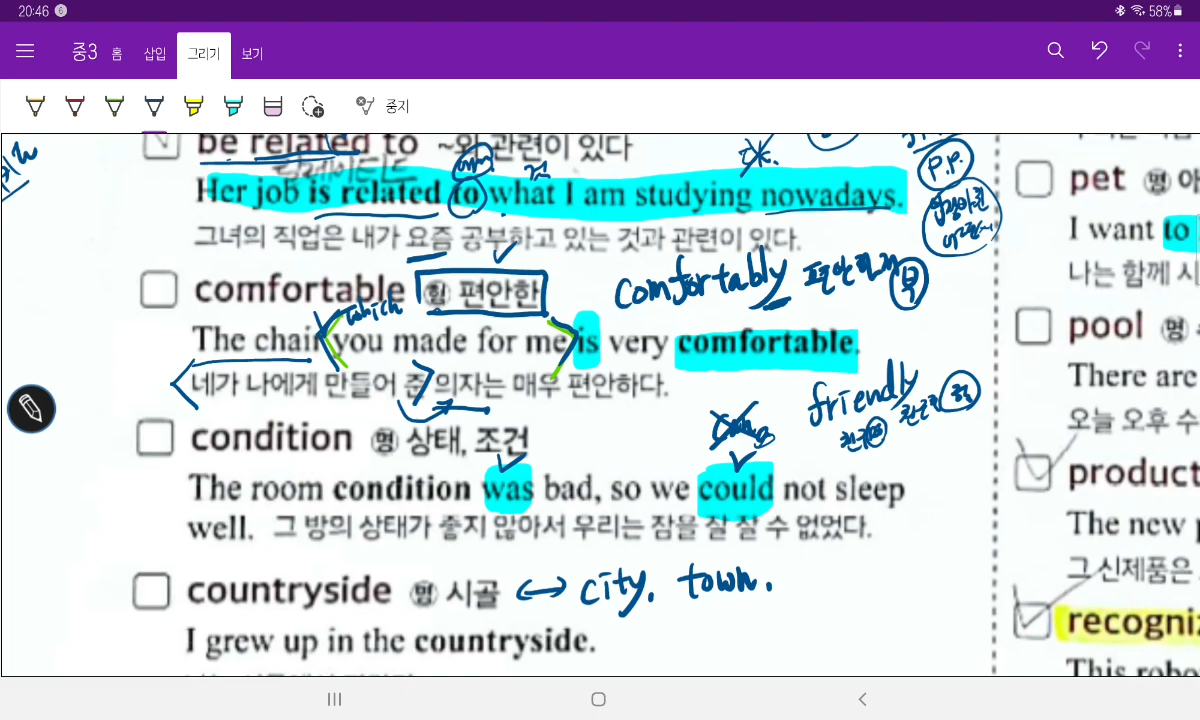 20:46 6 58%
중3 홈 삽입 그리기 보기
중지
be related to ~와 관련이 있다
것
p.p.
Her job is related to what I am studying nowadays.
그녀의 직업은 내가 요즘 공부하고 있는 것과 관련이 있다.
comfortable 형 편안한
comfortably 편안하게 부
which
The chair you made for me is very comfortable.
네가 나에게 만들어 준 의자는 매우 편안하다.
friendly
condition 명 상태, 조건
The room condition was bad, so we could not sleep
well. 그 방의 상태가 좋지 않아서 우리는 잠을 잘 잘 수 없었다.
countryside 명 시골 ↔ city, town.
I grew up in the countryside.
pet 명
I want to
나는 함께 시
pool 명
There are
오늘 오후 수
product
The new
그 신제품은
recogni
This robo